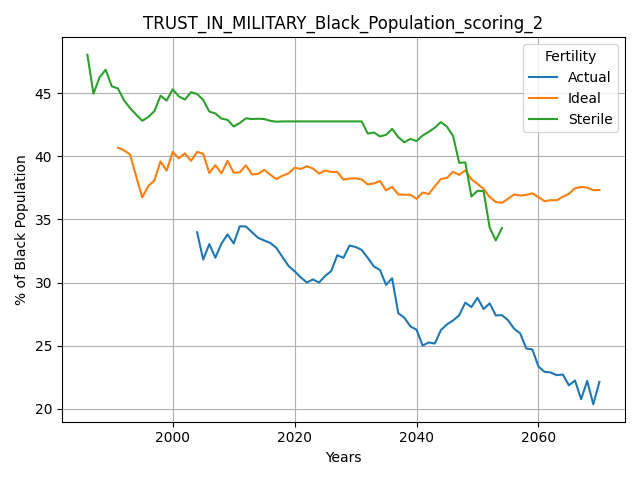 TRUST_IN_MILITARY_Black_Population_scoring_2
Fertility
Actual
Ideal
Sterile
% of Black Population
45
40
35
30
25
20
2000 2020 2040 2060
Years